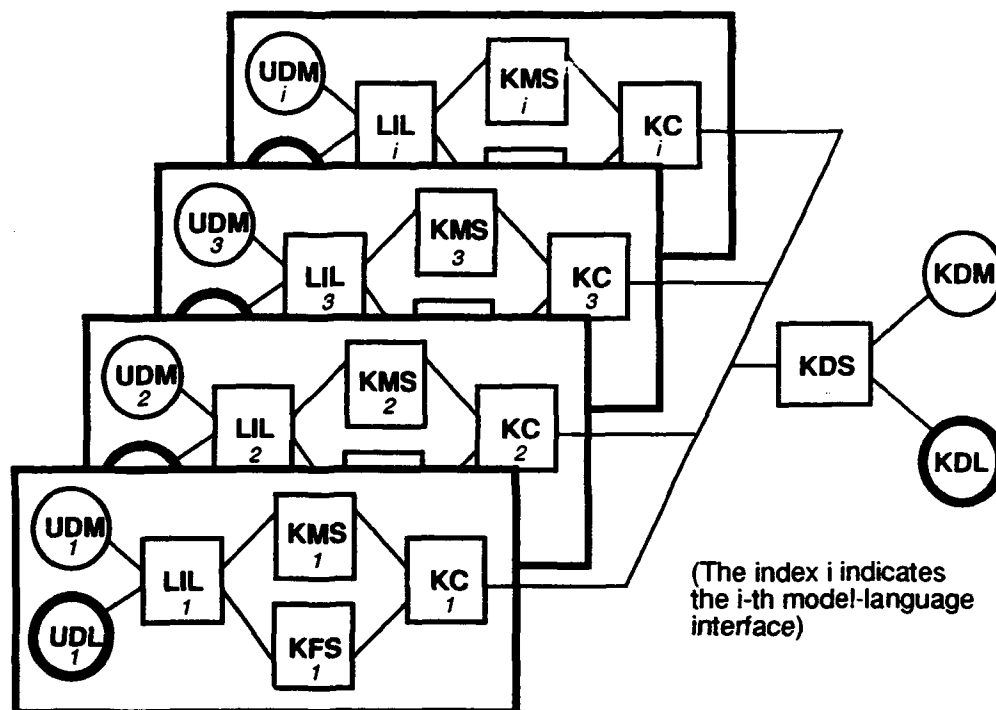 UDM
i
LIL
i
KMS
i
KC
i
UDM
3
LIL
3
KMS
3
KC
3
UDM
2
LIL
2
KMS
2
KC
2
UDM
1
UDL
1
LIL
1
KMS
1
KFS
1
KC
1
KDS
KDM
KDL
(The index i indicates
the i-th model-language
interface)